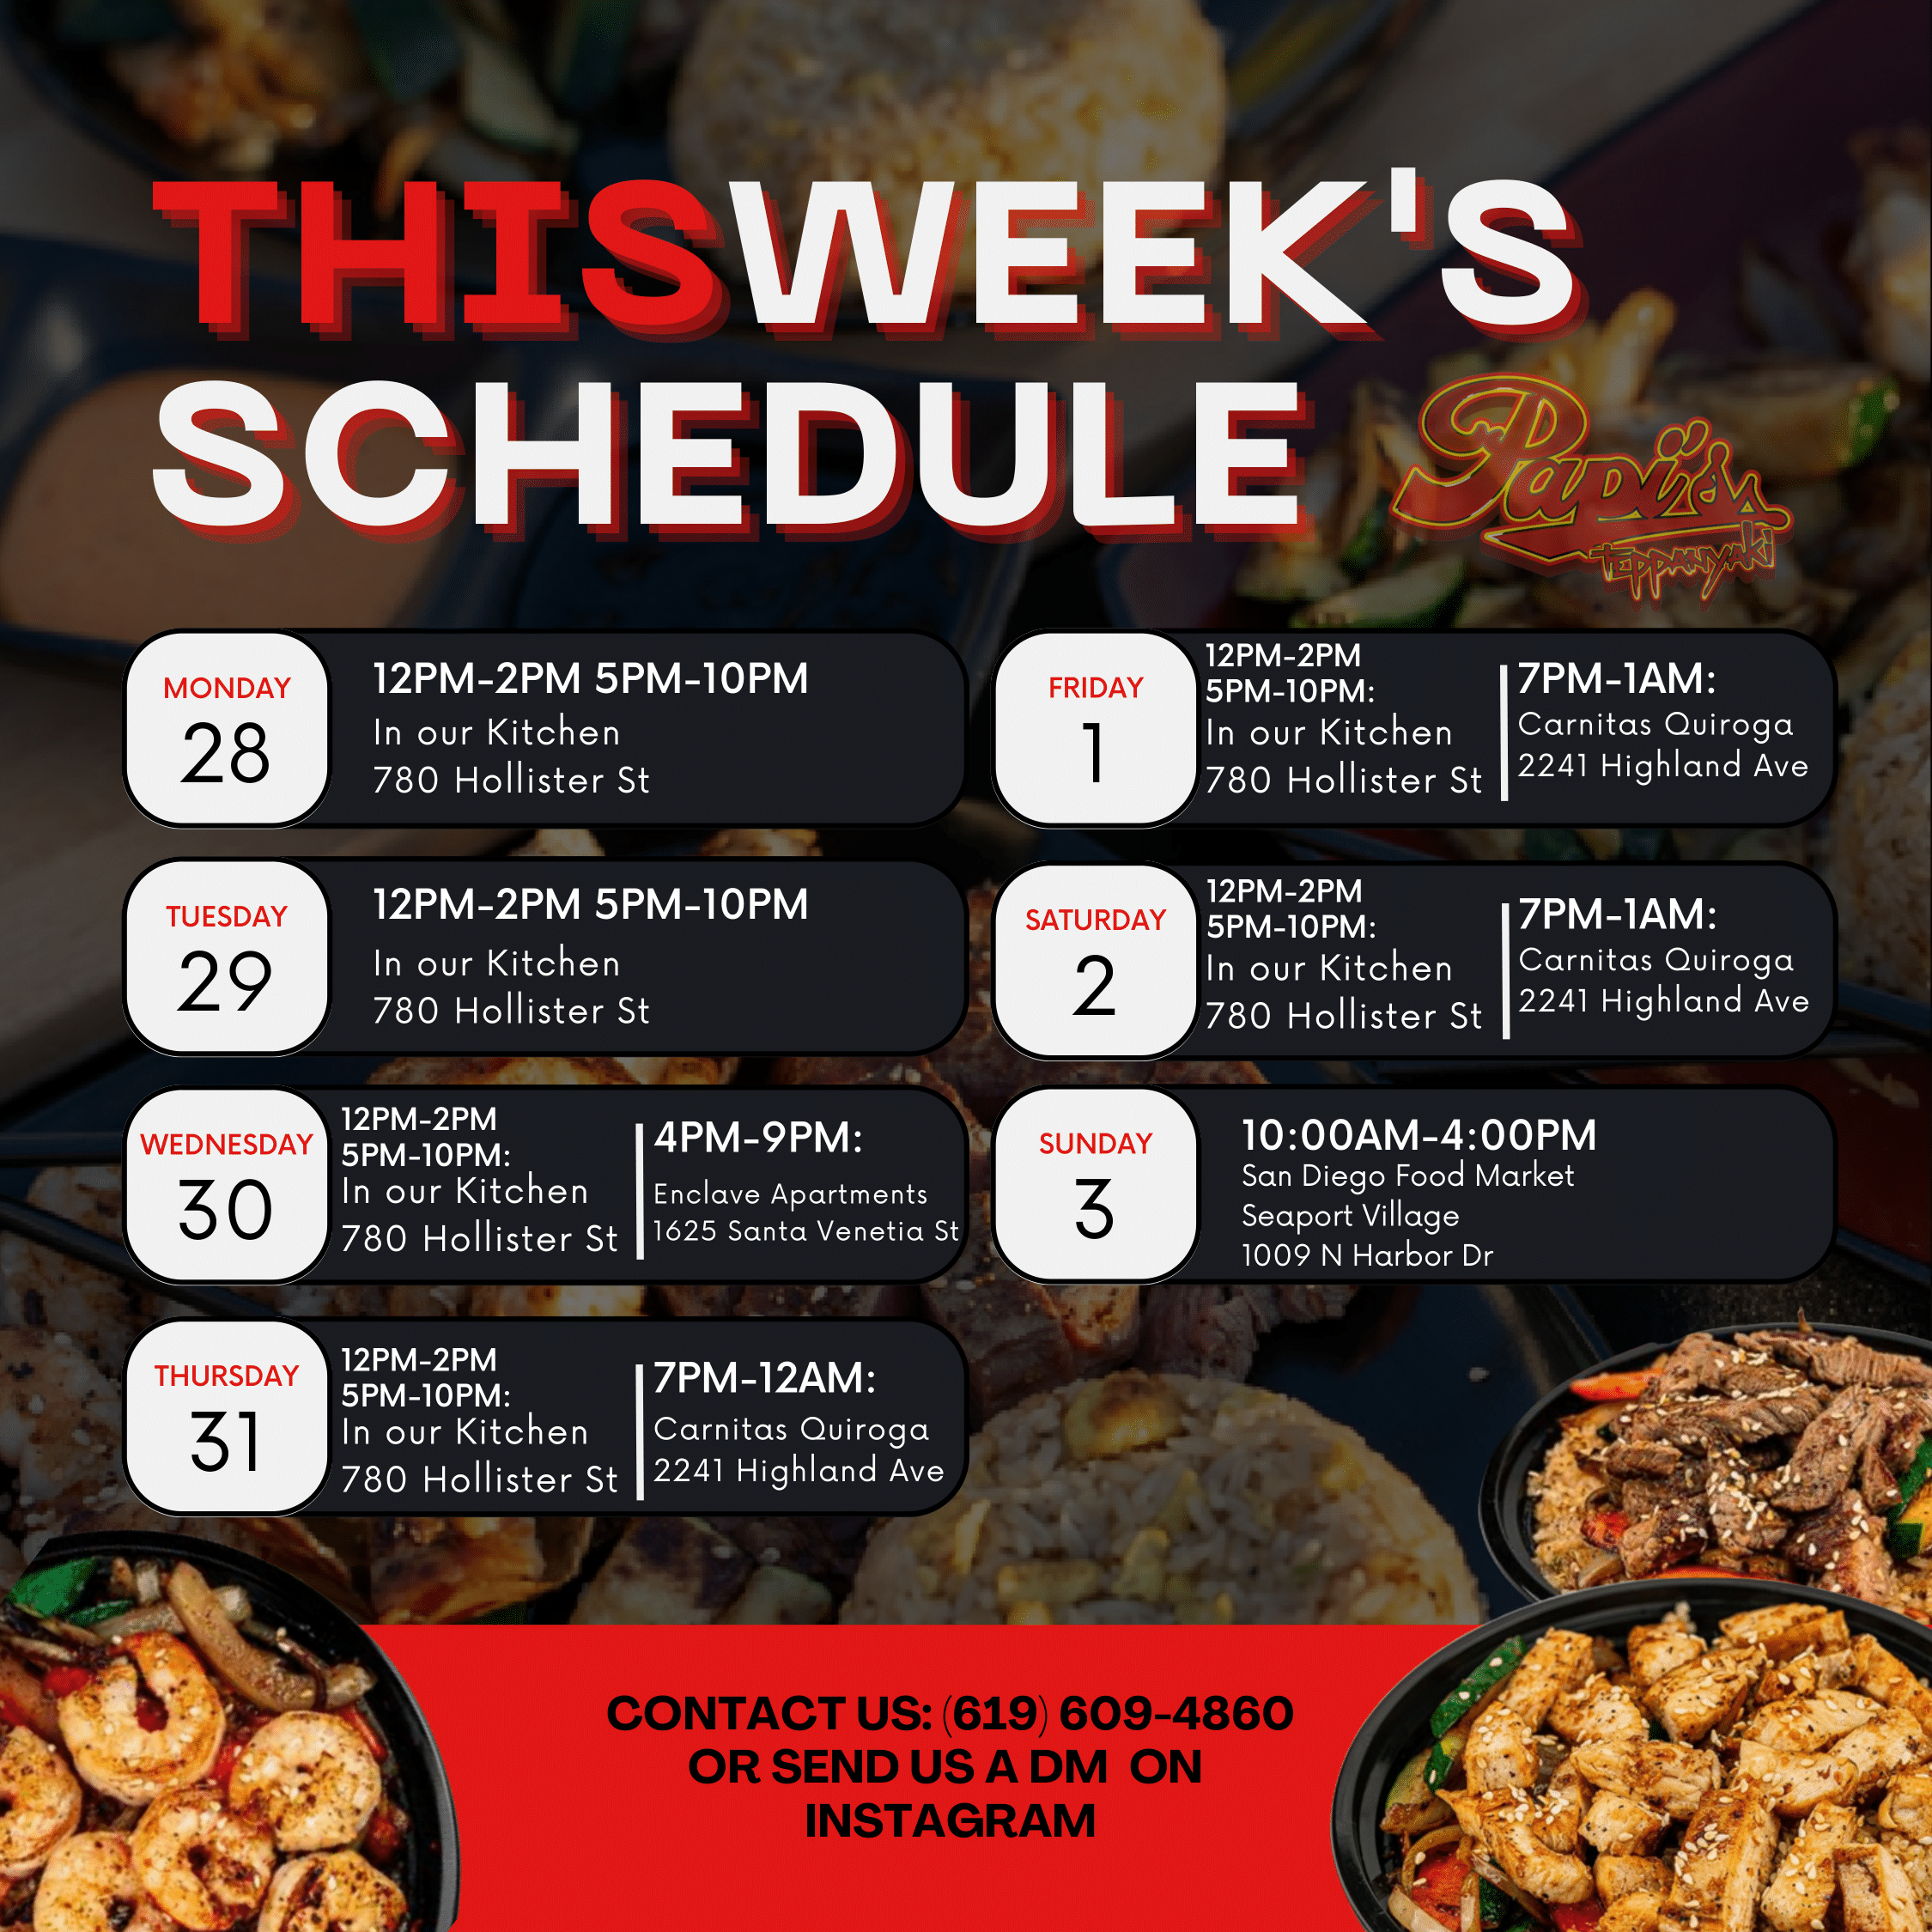 THISWEEK'S
SCHEDULE
Papi's
TEPPANYAKI
MONDAY
28
12PM-2PM 5PM-10PM
In our Kitchen
780 Hollister St
TUESDAY
29
12PM-2PM 5PM-10PM
In our Kitchen
780 Hollister St
WEDNESDAY
30
12PM-2PM
5PM-10PM:
In our Kitchen
780 Hollister St
4PM-9PM:
Enclave Apartments
1625 Santa Venetia St
THURSDAY
31
12PM-2PM
5PM-10PM:
In our Kitchen
780 Hollister St
7PM-12AM:
Carnitas Quiroga
2241 Highland Ave
FRIDAY
1
12PM-2PM
5PM-10PM:
In our Kitchen
780 Hollister St
7PM-1AM:
Carnitas Quiroga
2241 Highland Ave
SATURDAY
2
12PM-2PM
5PM-10PM:
In our Kitchen
780 Hollister St
7PM-1AM:
Carnitas Quiroga
2241 Highland Ave
SUNDAY
3
10:00AM-4:00PM
San Diego Food Market
Seaport Village
1009 N Harbor Dr
CONTACT US: (619) 609-4860
OR SEND US A DM ON
INSTAGRAM